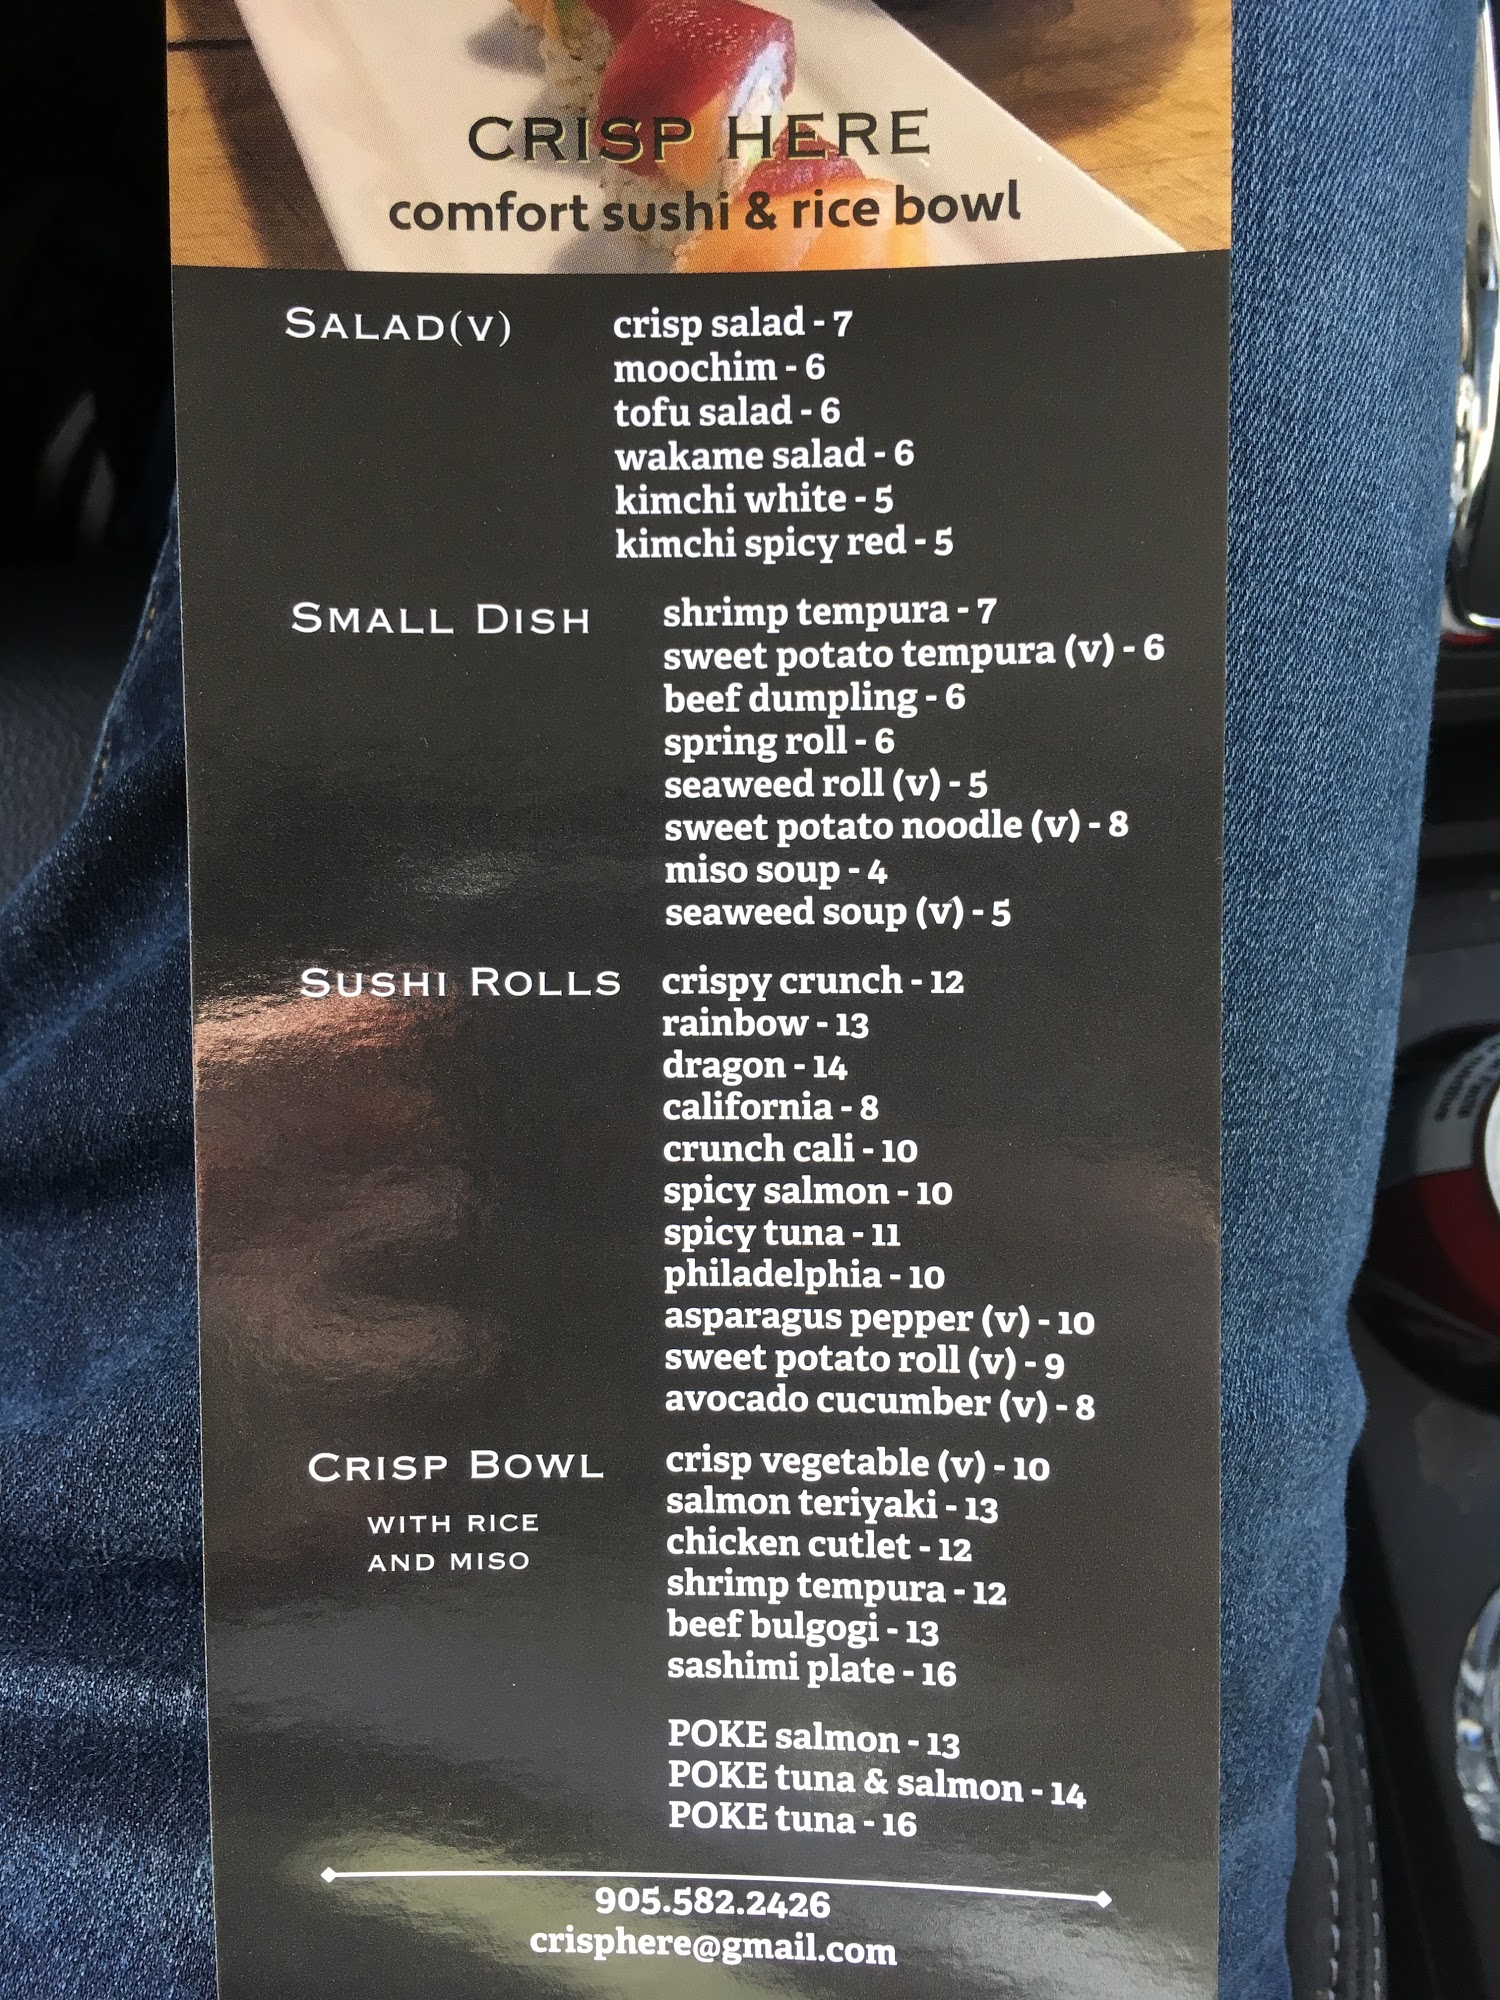 CRISP HERE
comfort sushi & rice bowl
SALAD(V)
crisp salad - 7
moochim - 6
tofu salad - 6
wakame salad - 6
kimchi white - 5
kimchi spicy red - 5
SMALL DISH
shrimp tempura - 7
sweet potato tempura (v) - 6
beef dumpling - 6
spring roll - 6
seaweed roll (v) - 5
sweet potato noodle (v) - 8
miso soup - 4
seaweed soup (v) - 5
SUSHI ROLLS
crispy crunch - 12
rainbow - 13
dragon - 14
california - 8
crunch cali - 10
spicy salmon - 10
spicy tuna - 11
philadelphia - 10
asparagus pepper (v) - 10
sweet potato roll (v) - 9
avocado cucumber (v) - 8
CRISP BOWL
WITH RICE
AND MISO
crisp vegetable (v) - 10
salmon teriyaki - 13
chicken cutlet - 12
shrimp tempura - 12
beef bulgogi - 13
sashimi plate - 16
POKE salmon - 13
POKE tuna & salmon - 14
POKE tuna - 16
905.582.2426
crisphere@gmail.com